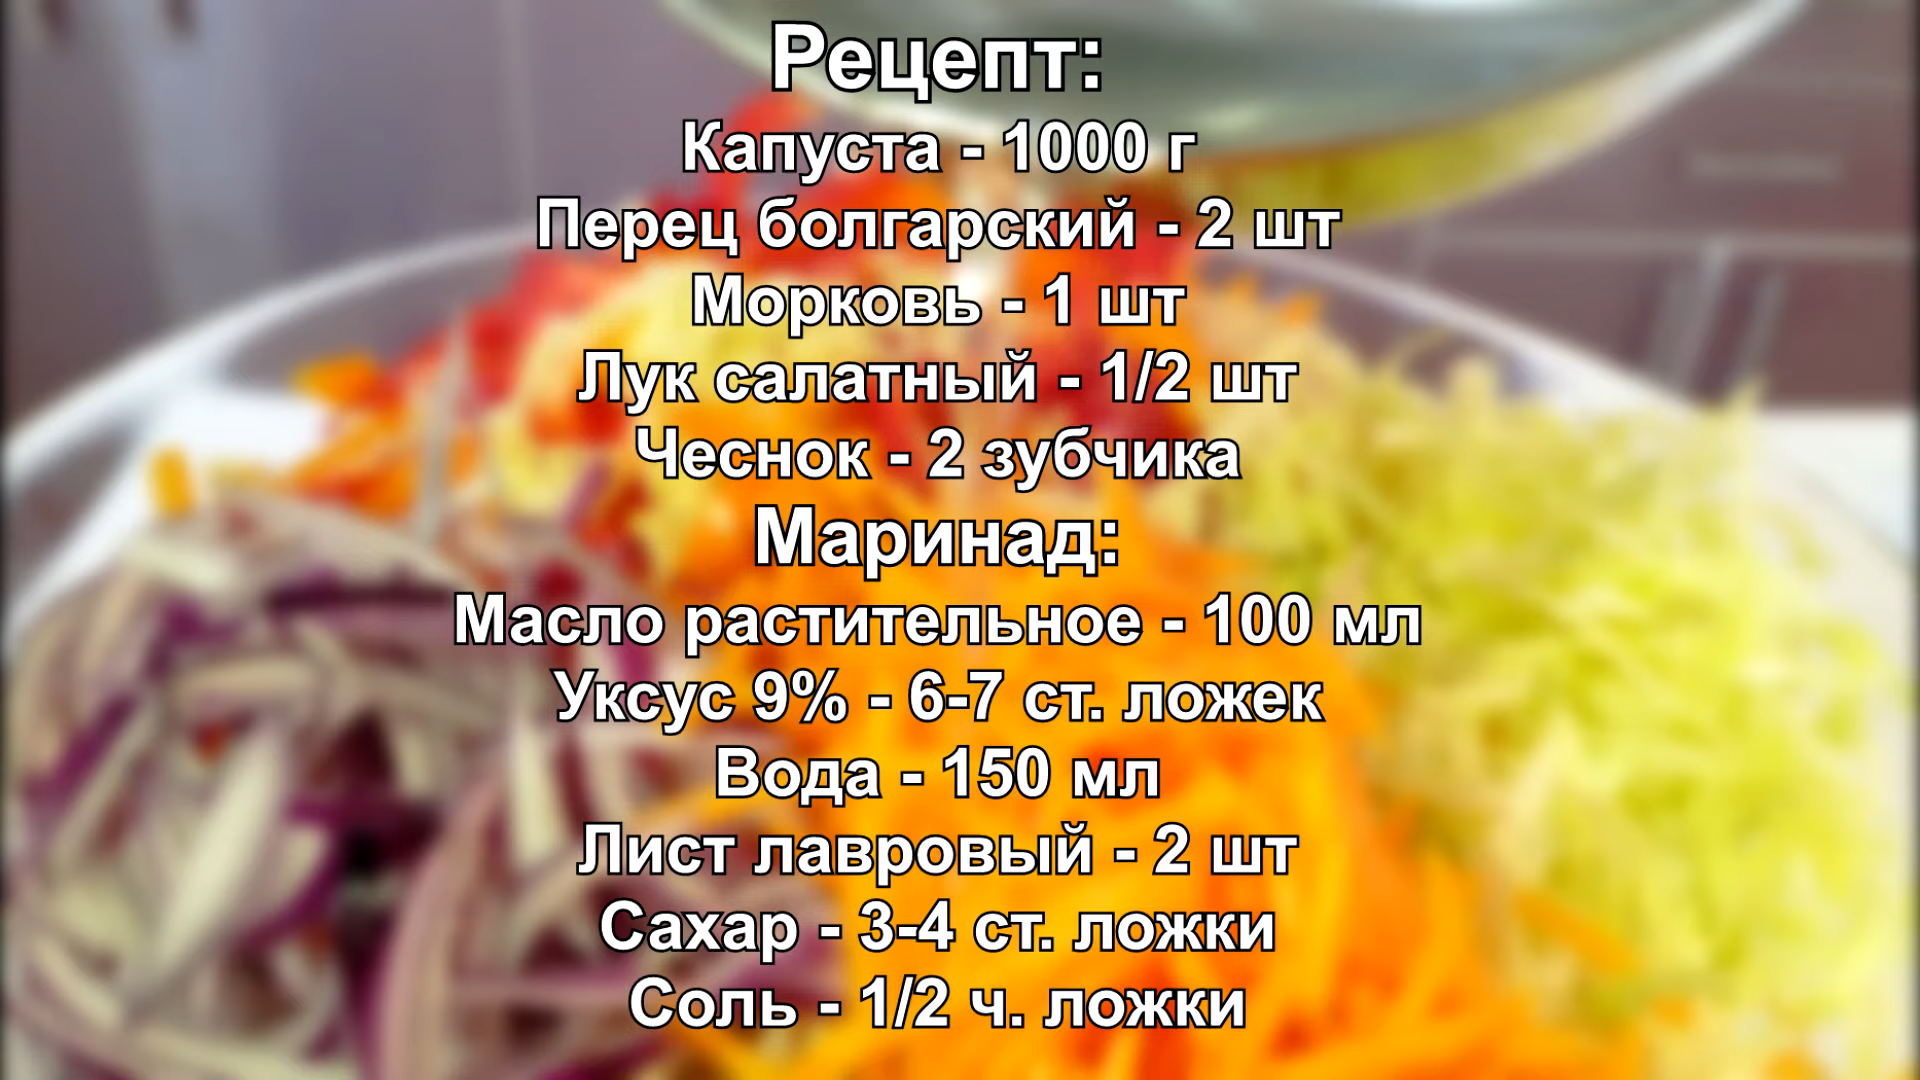 Рецепт:
Капуста - 1000 г
Перец болгарский - 2 шт
Морковь - 1 шт
Лук салатный - 1/2 шт
Чеснок - 2 зубчика
Маринад:
Масло растительное - 100 мл
Уксус 9% - 6-7 ст. ложек
Вода - 150 мл
Лист лавровый - 2 шт
Сахар - 3-4 ст. ложки
Соль - 1/2 ч. ложки